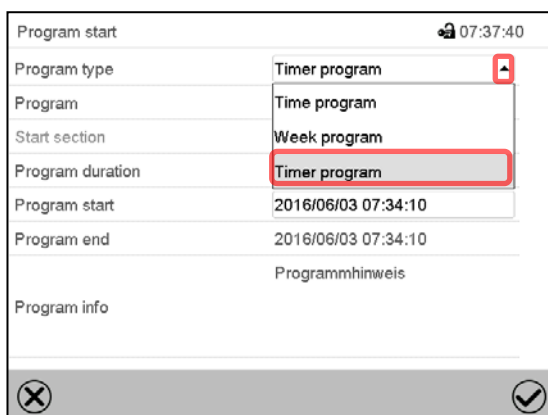 Program start 07:37:40
Program type Timer program
Program Time program
Start section Week program
Program duration Timer program
Program start 2016/06/03 07:34:10
Program end 2016/06/03 07:34:10
Programmhinweis
Program info